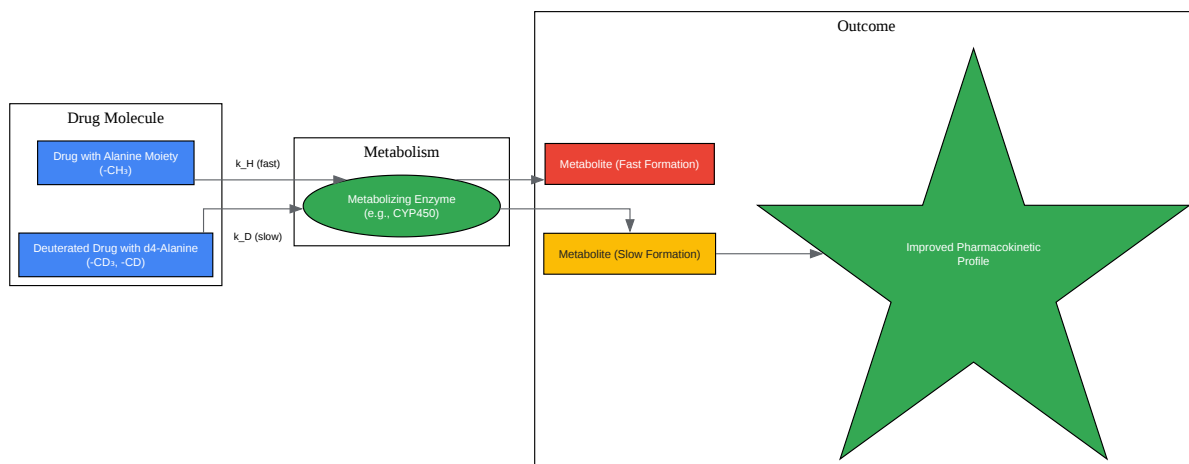 Outcome
Drug Molecule
Drug with Alanine Moiety
(-CH₃)
k_H (fast)
Metabolism
Metabolite (Fast Formation)
Metabolizing Enzyme
(e.g., CYP450)
Deuterated Drug with d4-Alanine
(-CD₃, -CD)
k_D (slow)
Metabolite (Slow Formation)
Improved Pharmacokinetic
Profile